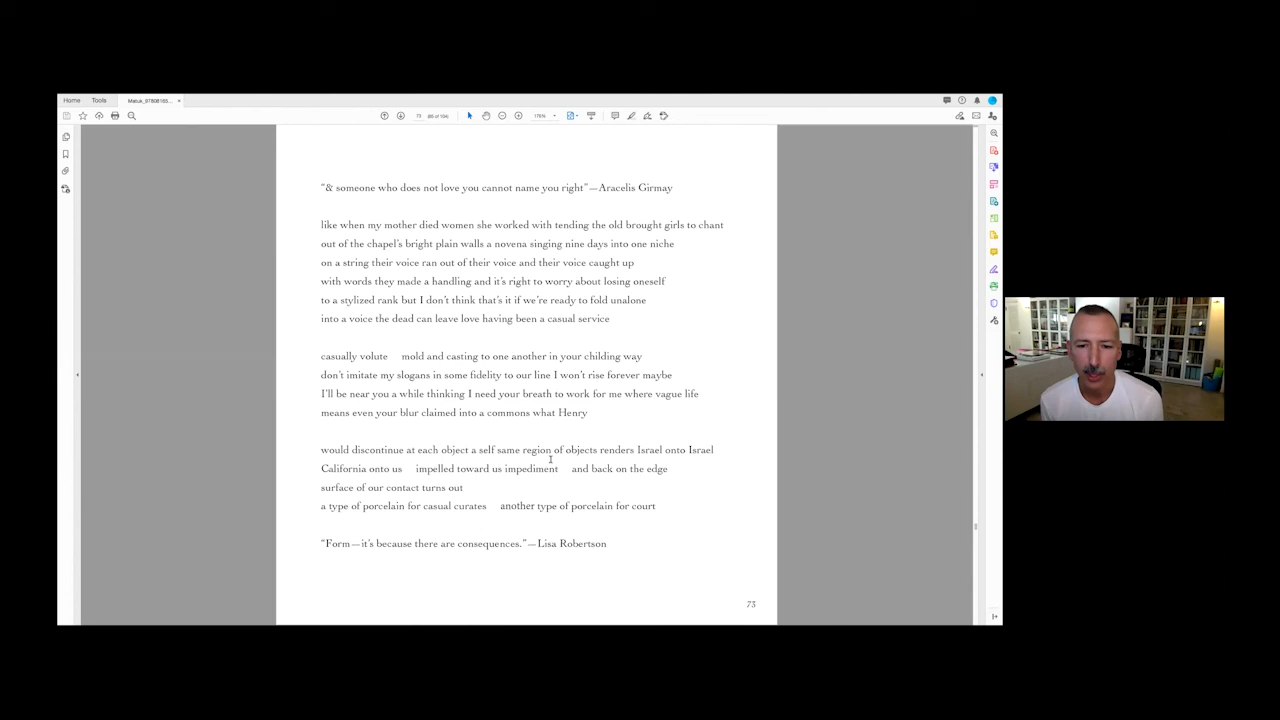 Home Tools Matuk_97808165... ×
73 (85 of 104) 176%
"& someone who does not love you cannot name you right"—Aracelis Girmay
like when my mother died women she worked with tending the old brought girls to chant
out of the chapel's bright plain walls a novena singing nine days into one niche
on a string their voice ran out of their voice and their voice caught up
with words they made a handling and it's right to worry about losing oneself
to a stylized rank but I don't think that's it if we're ready to fold unalone
into a voice the dead can leave love having been a casual service
casually volute mold and casting to one another in your childing way
don't imitate my slogans in some fidelity to our line I won't rise forever maybe
I'll be near you a while thinking I need your breath to work for me where vague life
means even your blur claimed into a commons what Henry
would discontinue at each object a self same region of objects renders Israel onto Israel
California onto us impelled toward us impediment and back on the edge
surface of our contact turns out
a type of porcelain for casual curates another type of porcelain for court
"Form—it's because there are consequences."—Lisa Robertson
73